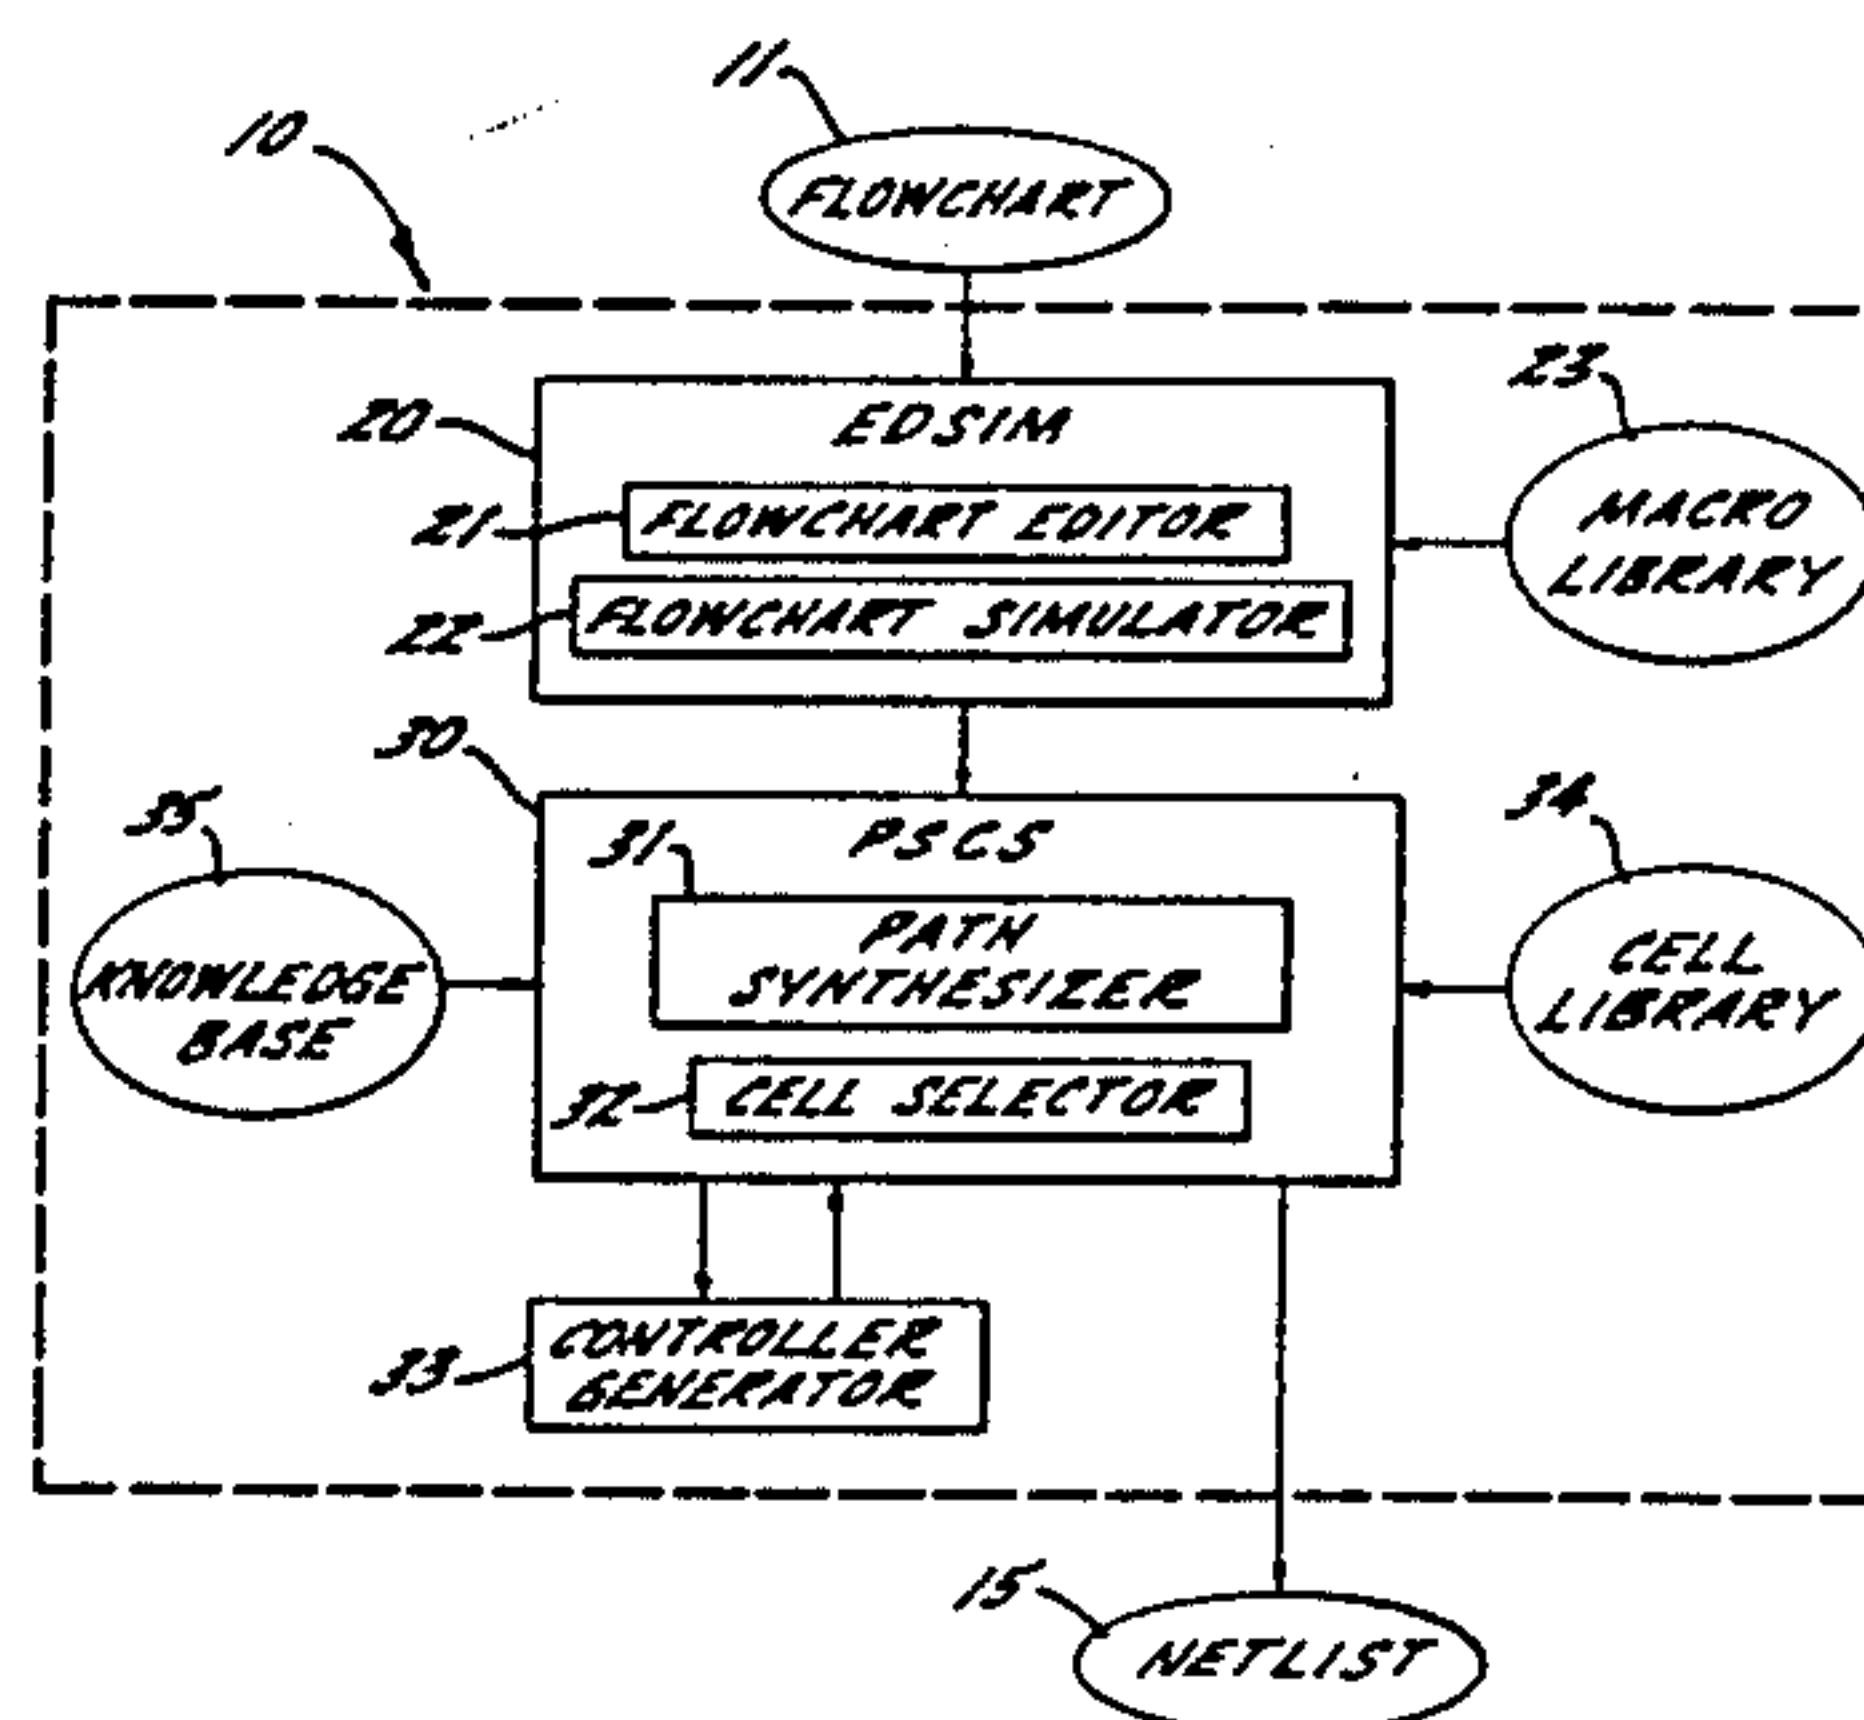 11
10
FLOWCHART
23
20
EDSIM
21
FLOWCHART EDITOR
MACRO
LIBRARY
22
FLOWCHART SIMULATOR
30
35
34
31
PSCS
PATH
SYNTHESIZER
CELL
LIBRARY
KNOWLEDGE
BASE
32
CELL SELECTOR
33
CONTROLLER
GENERATOR
15
NETLIST